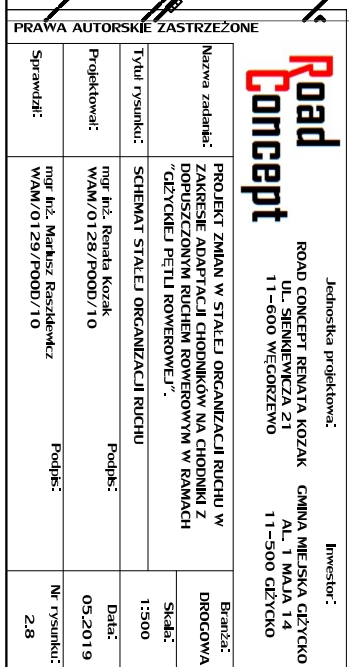 PRAWA AUTORSKIE ZASTRZEŻONE
Road
Concept
Jednostka projektowa:
ROAD CONCEPT RENATA KOZAK
UL. SIENKIEWICZA 21
11-600 WĘGORZEWO
Inwestor:
GMINA MIEJSKA GIŻYCKO
AL. 1 MAJA 14
11-500 GIŻYCKO
Nazwa zadania:
PROJEKT ZMIAN W STAŁEJ ORGANIZACJI RUCHU W
ZAKRESIE ADAPTACJI CHODNIKÓW NA CHODNIKI Z
DOPUSZCZONYM RUCHEM ROWEROWYM W RAMACH
"GIŻYCKIEJ PĘTLI ROWEROWEJ".
Branża:
DROGOWA
Tytuł rysunku:
SCHEMAT STAŁEJ ORGANIZACJI RUCHU
Skala:
1:500
Projektował:
mgr inż. Renata Kozak
WAM/0128/POOD/10
Podpis:
Data:
05.2019
Sprawdził:
mgr inż. Mariusz Raszkiewicz
WAM/0129/POOD/10
Podpis:
Nr rysunku:
2.8